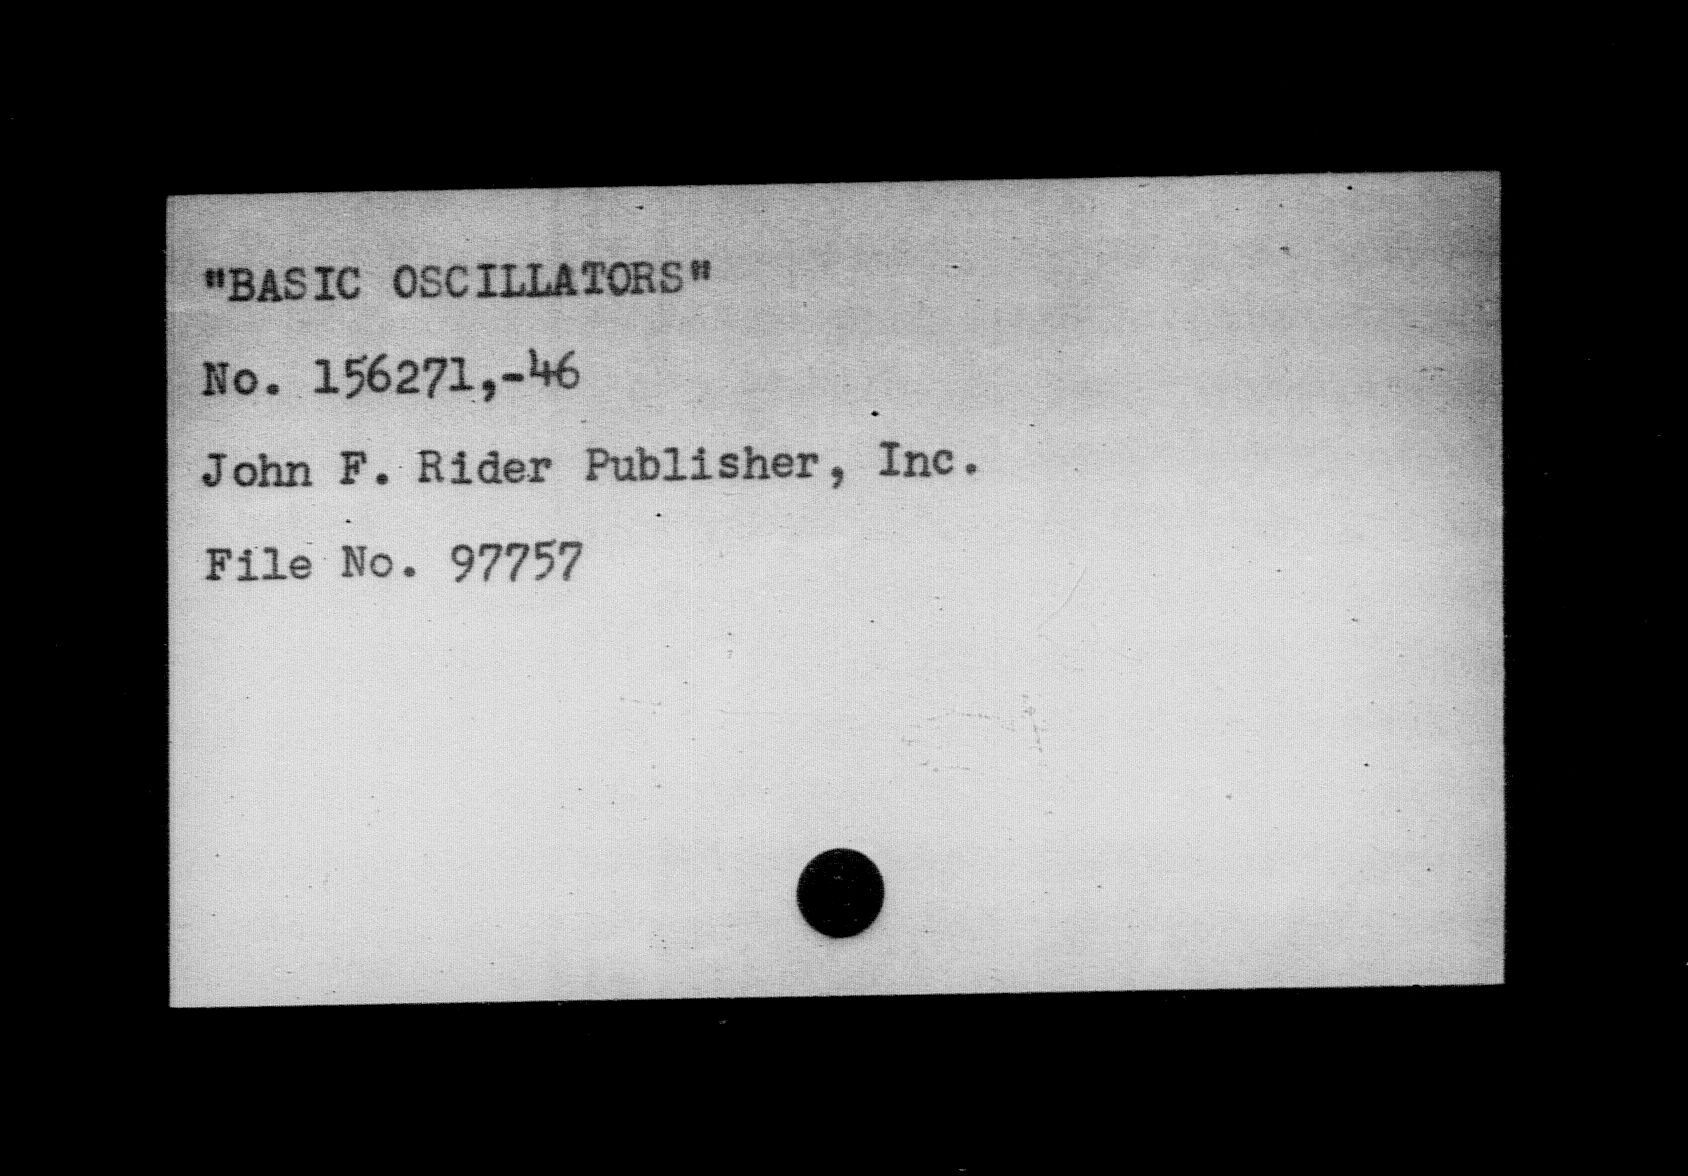 "BASIC OSCILLATORS"
No. 156271,-46
John F. Rider Publisher, Inc.
File No. 97757